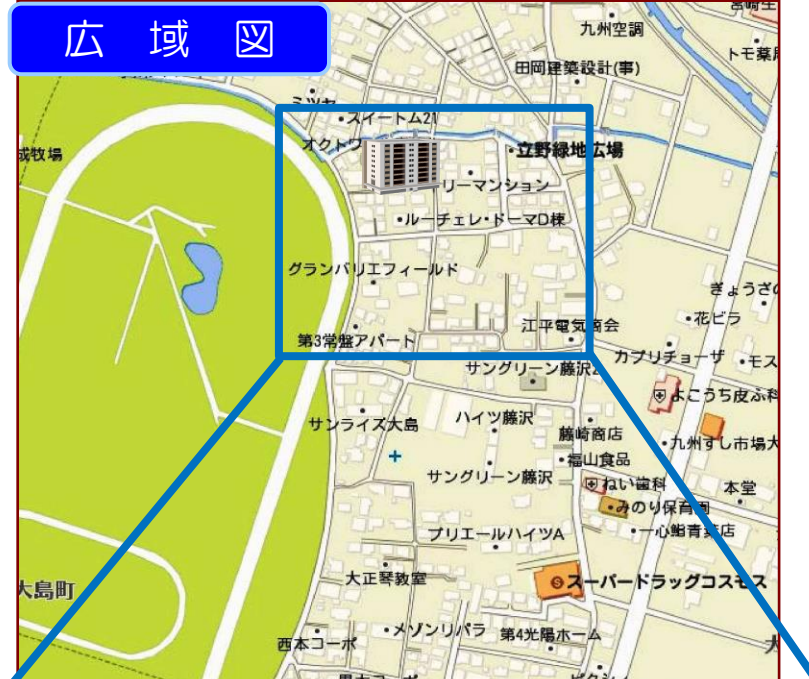 広域図
九州空調
トモ薬局
田岡建築設計(事)
ミツヤ
・スイートム21
オクトワ
・立野緑地広場
成牧場
リーマンション
・ルーチェレ・ドーマD棟
グランバリエフィールド
ぎょうざの
・花ビラ
江平電気商会
第3常盤アパート
カプリチョーザ
・モス
サングリーン藤沢2
よこうち皮ふ科
サンライズ大島
ハイツ藤沢
藤崎商店
・九州すし市場大
・福山食品
サングリーン藤沢
ねい歯科
本堂
・みのり保育園
・一心鮨青葉店
プリエールハイツA
大正琴教室
スーパードラッグコスモス
大島町
・メゾンリバラ
第4光陽ホーム
西本コーポ